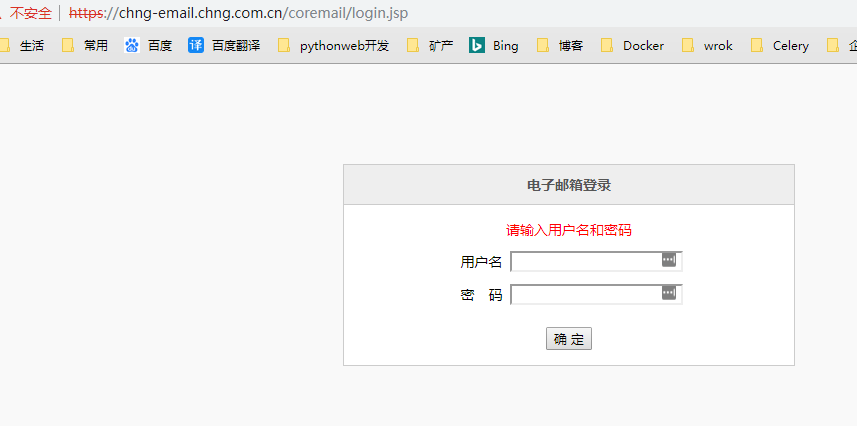 不安全 https://chng-email.chng.com.cn/coremail/login.jsp
生活 常用 百度 译 百度翻译 pythonweb开发 矿产 Bing 博客 Docker wrok Celery 企
电子邮箱登录
请输入用户名和密码
用户名
密 码
确 定